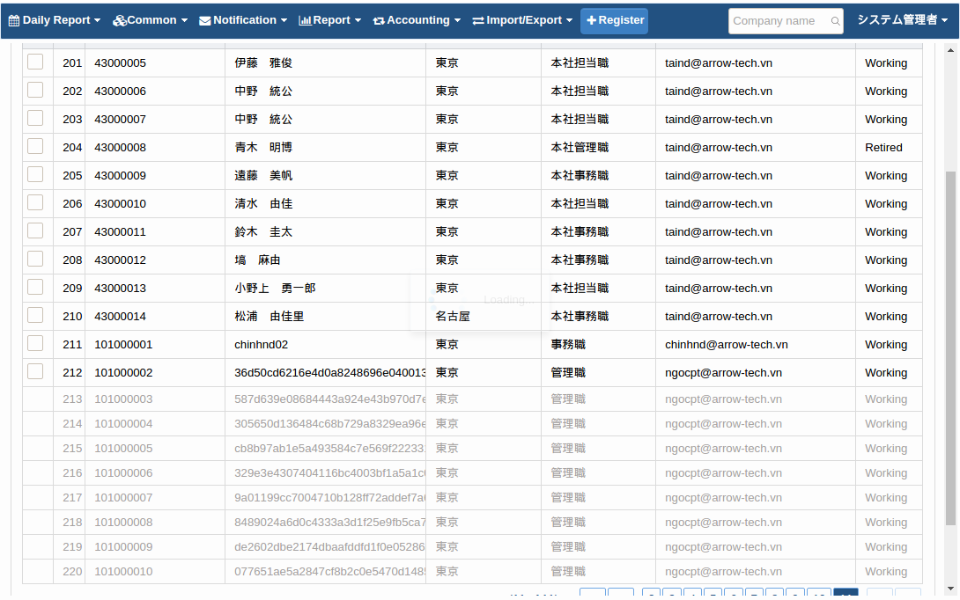 Daily Report Common Notification Report Accounting Import/Export Register Company name システム管理者
201 43000005 伊藤　雅俊 東京 本社担当職 taind@arrow-tech.vn Working
202 43000006 中野　統公 東京 本社担当職 taind@arrow-tech.vn Working
203 43000007 中野　統公 東京 本社担当職 taind@arrow-tech.vn Working
204 43000008 青木　明博 東京 本社管理職 taind@arrow-tech.vn Retired
205 43000009 遠藤　美帆 東京 本社事務職 taind@arrow-tech.vn Working
206 43000010 清水　由佳 東京 本社担当職 taind@arrow-tech.vn Working
207 43000011 鈴木　圭太 東京 本社事務職 taind@arrow-tech.vn Working
208 43000012 塙　麻由 東京 本社事務職 taind@arrow-tech.vn Working
209 43000013 小野上　勇一郎 東京 本社担当職 taind@arrow-tech.vn Working
Loading
210 43000014 松浦　由佳里 名古屋 本社事務職 taind@arrow-tech.vn Working
211 101000001 chinhnd02 東京 事務職 chinhnd@arrow-tech.vn Working
212 101000002 36d50cd6216e4d0a8248696e040013 東京 管理職 ngocpt@arrow-tech.vn Working
213 101000003 587d639e08684443a924e43b970d7e 東京 管理職 ngocpt@arrow-tech.vn Working
214 101000004 305650d136484c68b729a8329ea96e 東京 管理職 ngocpt@arrow-tech.vn Working
215 101000005 cb8b97ab1e5a493584c7e569f22233 東京 管理職 ngocpt@arrow-tech.vn Working
216 101000006 329e3e4307404116bc4003bf1a5a1c 東京 管理職 ngocpt@arrow-tech.vn Working
217 101000007 9a01199cc7004710b128ff72addef7a 東京 管理職 ngocpt@arrow-tech.vn Working
218 101000008 8489024a6d0c4333a3d1f25e9fb5ca7 東京 管理職 ngocpt@arrow-tech.vn Working
219 101000009 de2602dbe2174dbaafddfd1f0e05286 東京 管理職 ngocpt@arrow-tech.vn Working
220 101000010 077651ae5a2847cf8b2c0e5470d148 東京 管理職 ngocpt@arrow-tech.vn Working